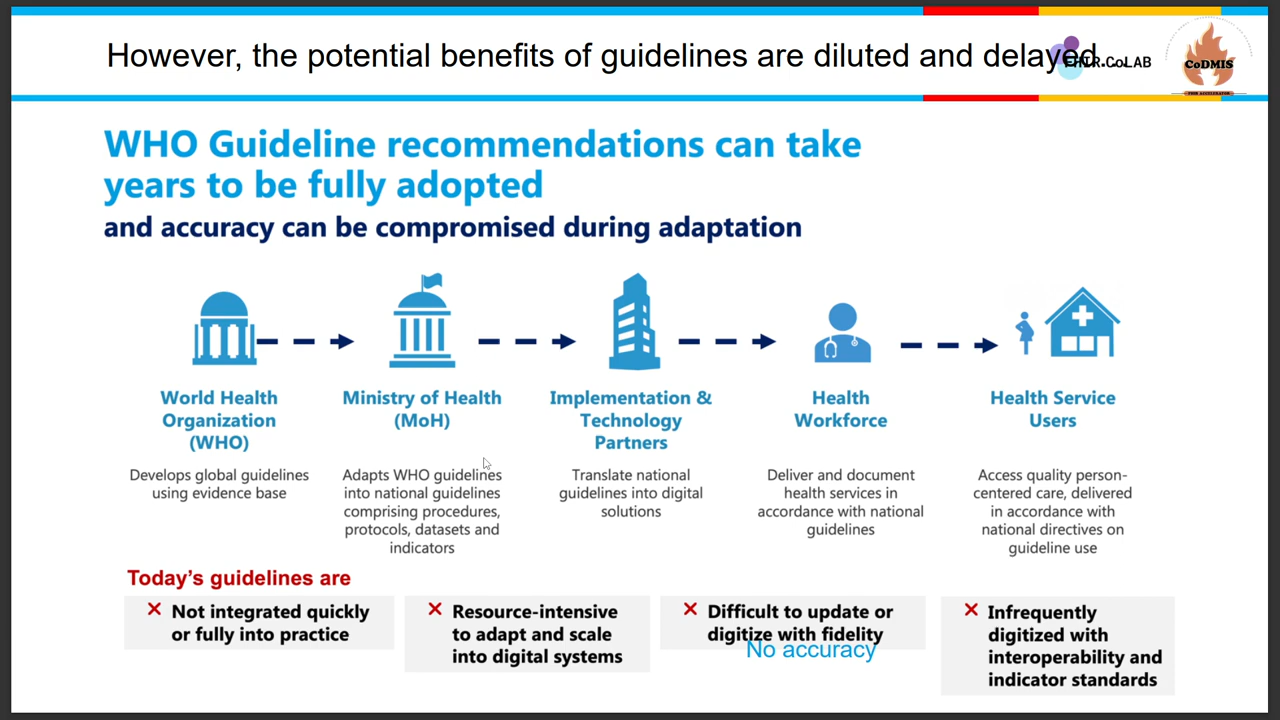 However, the potential benefits of guidelines are diluted and delayed.
FHIR.CoLAB
CoDMIS
FHIR ACCELERATOR
WHO Guideline recommendations can take
years to be fully adopted
and accuracy can be compromised during adaptation
World Health
Organization
(WHO)
Develops global guidelines
using evidence base
Ministry of Health
(MoH)
Adapts WHO guidelines
into national guidelines
comprising procedures,
protocols, datasets and
indicators
Implementation &
Technology
Partners
Translate national
guidelines into digital
solutions
Health
Workforce
Deliver and document
health services in
accordance with national
guidelines
Health Service
Users
Access quality person-
centered care, delivered
in accordance with
national directives on
guideline use
Today's guidelines are
Not integrated quickly
or fully into practice
Resource-intensive
to adapt and scale
into digital systems
Difficult to update or
digitize with fidelity
No accuracy
Infrequently
digitized with
interoperability and
indicator standards